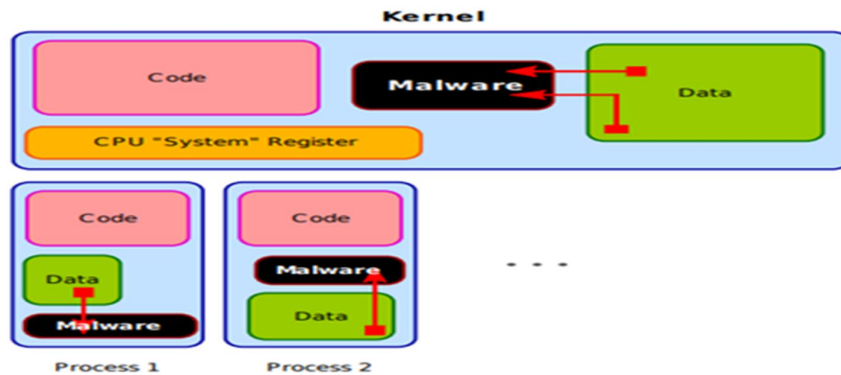 Kernel
Code
Malware
Data
CPU "System" Register
Code
Data
Malware
Process 1
Code
Malware
Data
Process 2
. . .